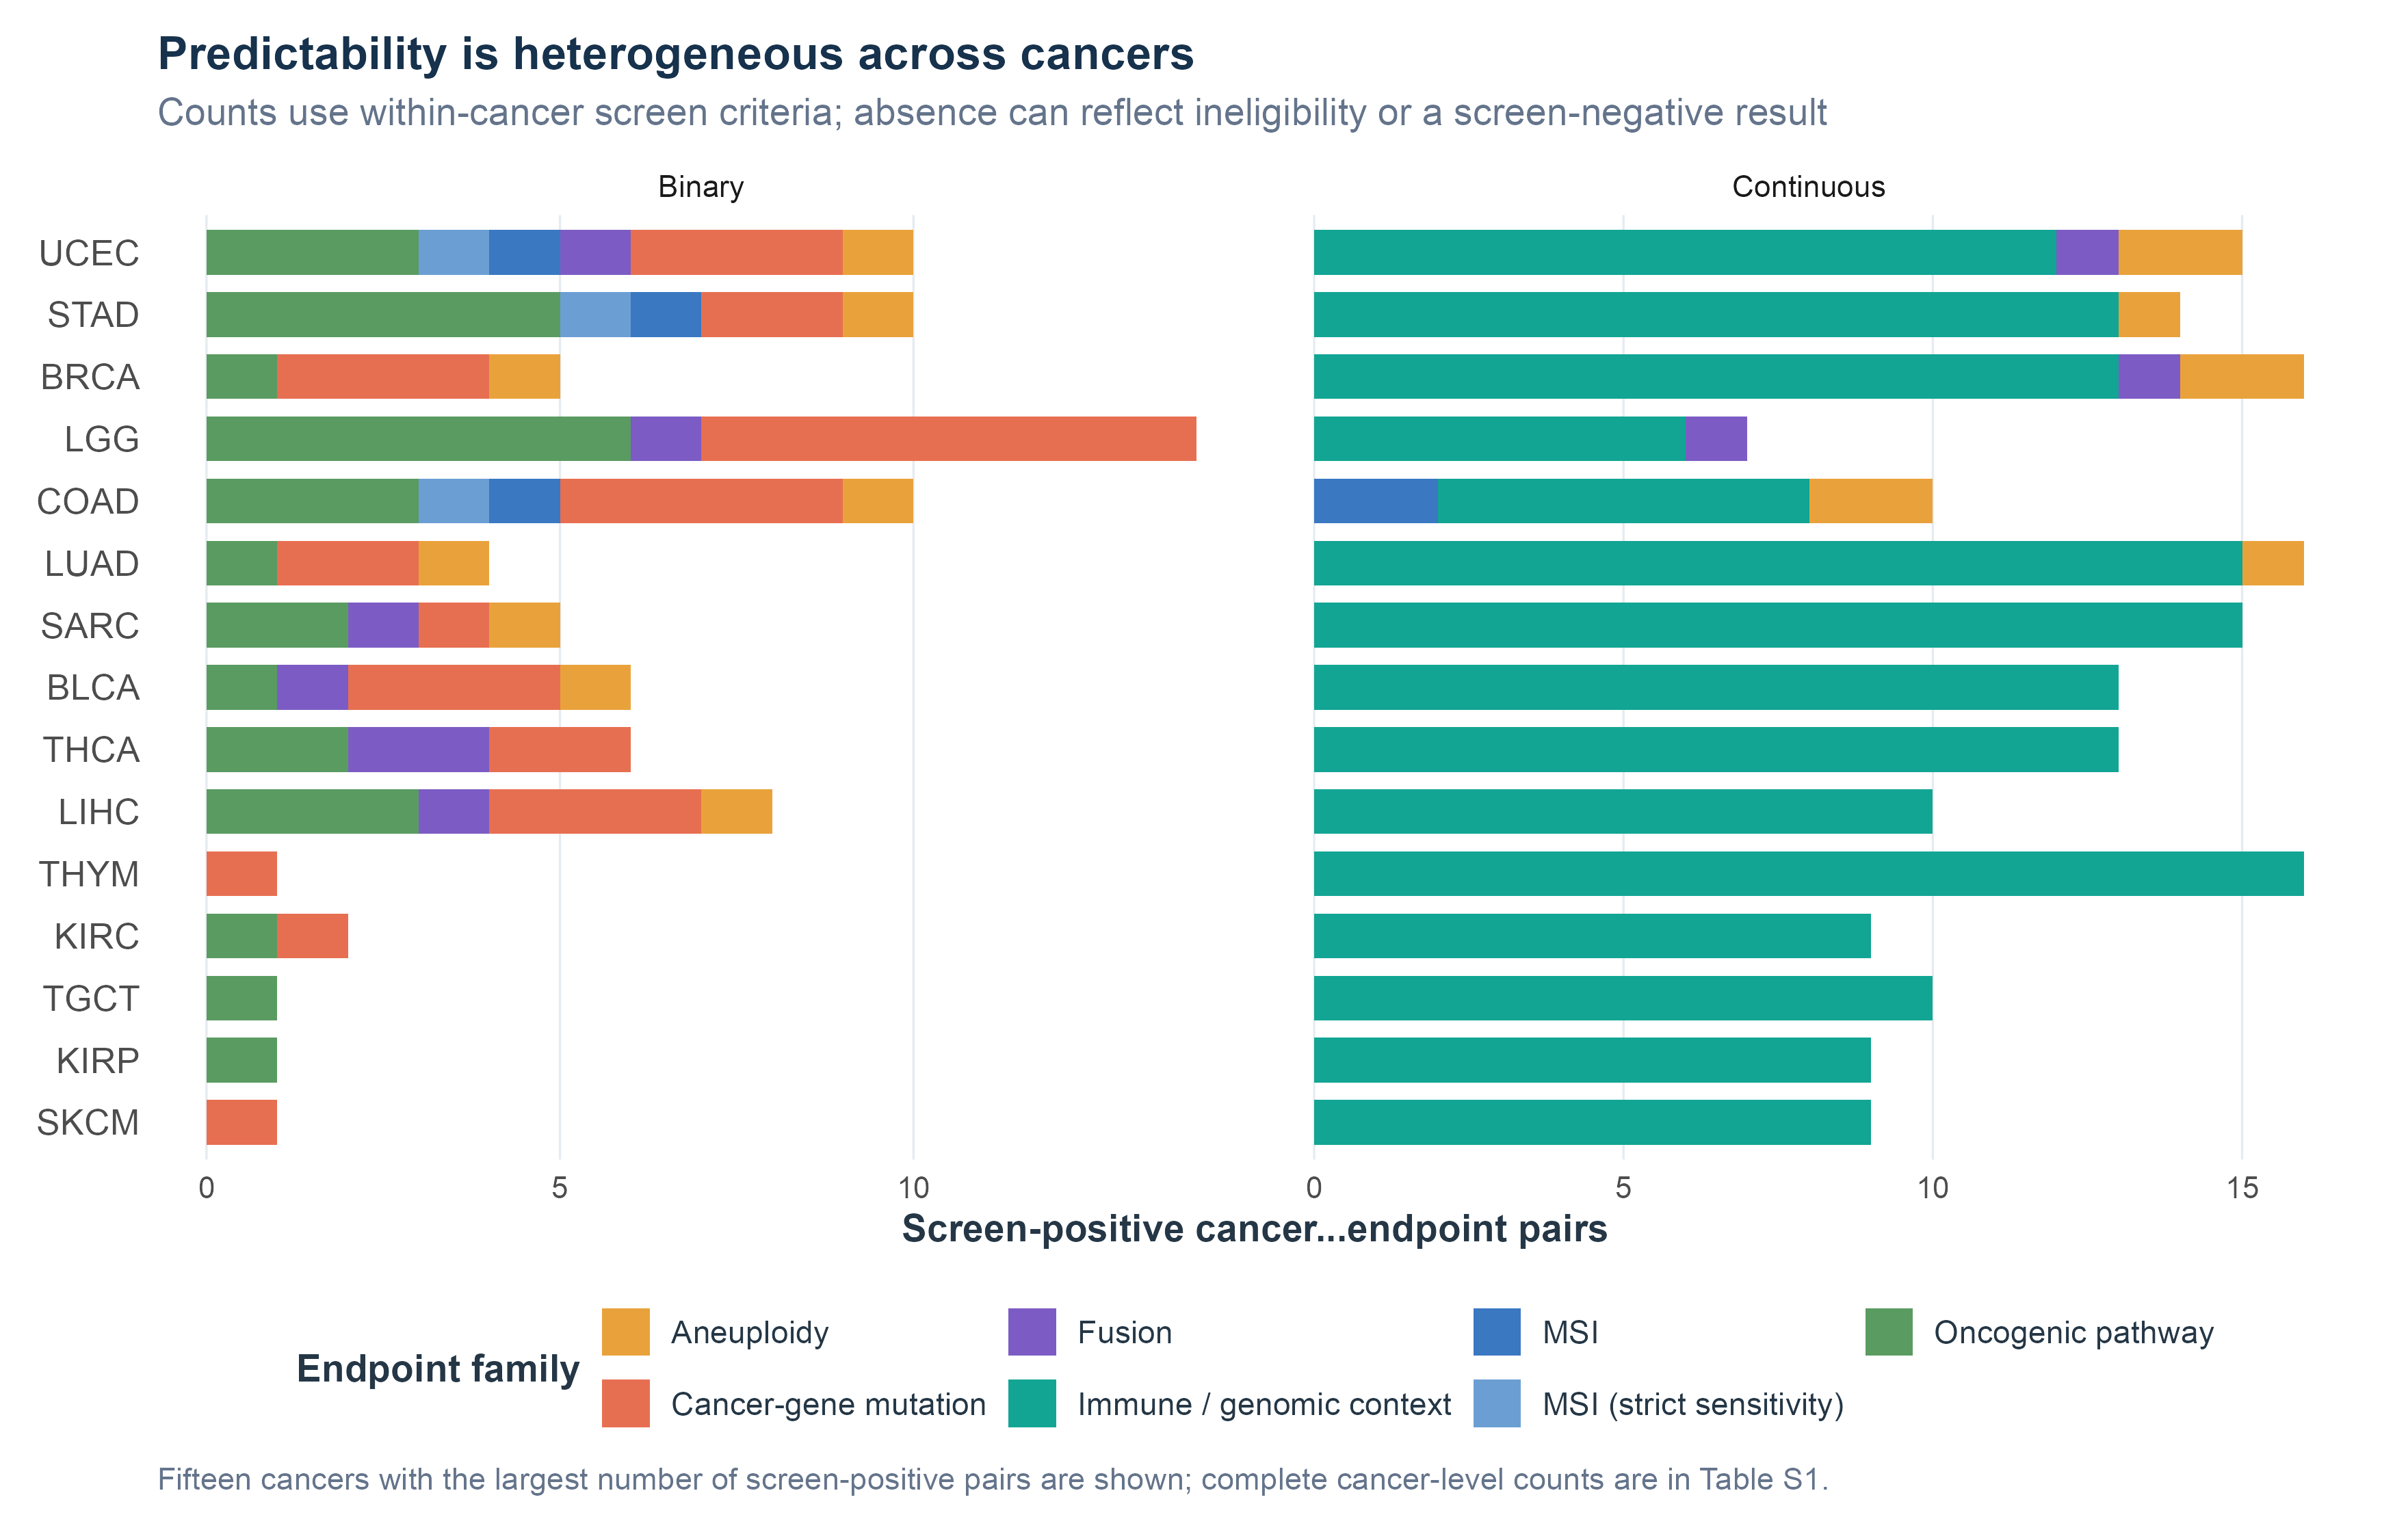 Predictability is heterogeneous across cancers
Counts use within-cancer screen criteria; absence can reflect ineligibility or a screen-negative result
Binary
Continuous
UCEC
STAD
BRCA
LGG
COAD
LUAD
SARC
BLCA
THCA
LIHC
THYM
KIRC
TGCT
KIRP
SKCM
0 5 10
0 5 10 15
Screen-positive cancer...endpoint pairs
Endpoint family
Aneuploidy
Fusion
MSI
Oncogenic pathway
Cancer-gene mutation
Immune / genomic context
MSI (strict sensitivity)
Fifteen cancers with the largest number of screen-positive pairs are shown; complete cancer-level counts are in Table S1.